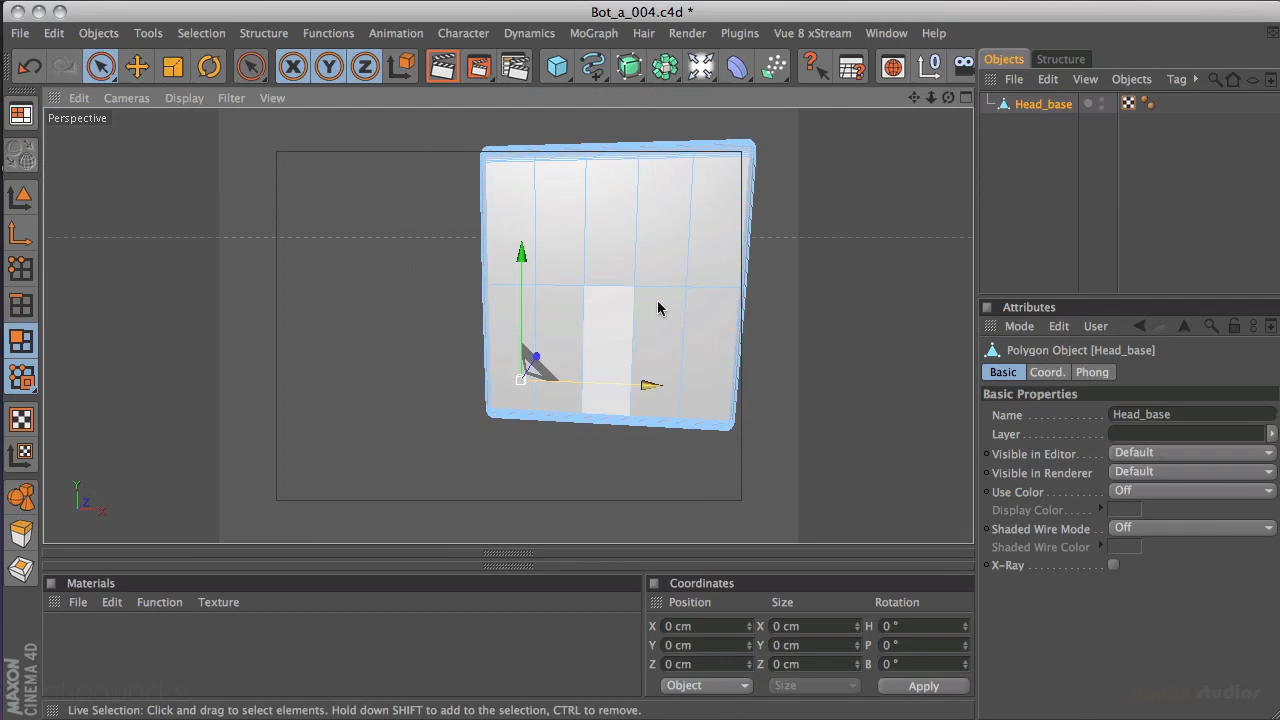 Bot_a_004.c4d *
File Edit Objects Tools Selection Structure Functions Animation Character Dynamics MoGraph Hair Render Plugins Vue 8 xStream Window Help
Objects Structure
File Edit View Objects Tag
Edit Cameras Display Filter View
Head_base
Perspective
Attributes
Mode Edit User
Polygon Object [Head_base]
Basic Coord. Phong
Basic Properties
Name Head_base
Layer
Visible in Editor Default
Visible in Renderer Default
Use Color Off
Display Color
Shaded Wire Mode Off
Shaded Wire Color
X-Ray
Y
Z
X
Materials
File Edit Function Texture
Coordinates
Position Size Rotation
X 0 cm X 0 cm H 0 °
Y 0 cm Y 0 cm P 0 °
Z 0 cm Z 0 cm B 0 °
Object Size Apply
MAXON
CINEMA 4D
Live Selection: Click and drag to select elements. Hold down SHIFT to add to the selection, CTRL to remove.
studios